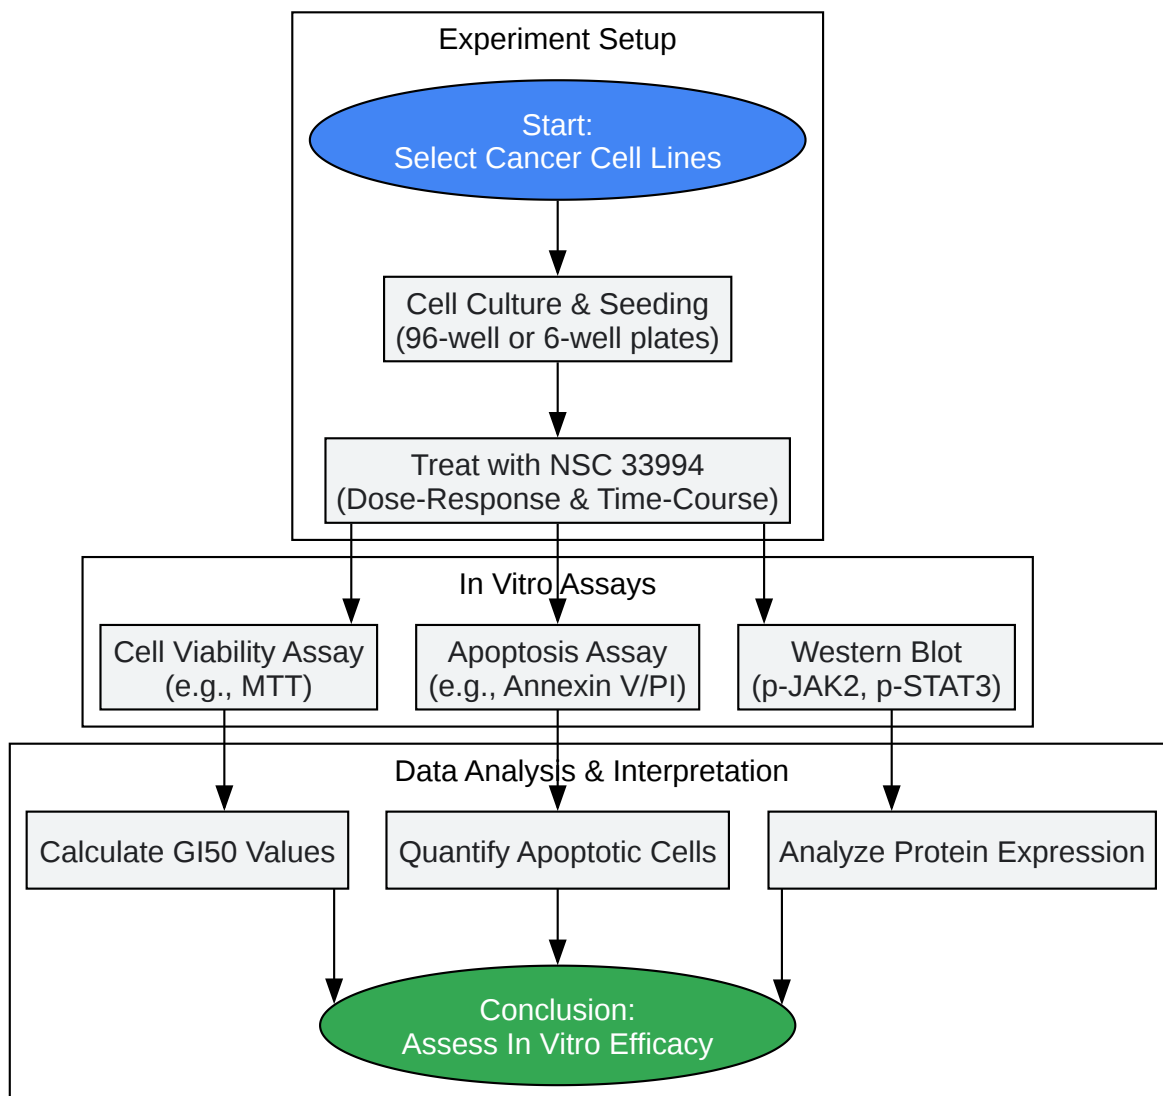 Experiment Setup
Start:
Select Cancer Cell Lines
Cell Culture & Seeding
(96-well or 6-well plates)
Treat with NSC 33994
(Dose-Response & Time-Course)
In Vitro Assays
Cell Viability Assay
(e.g., MTT)
Apoptosis Assay
(e.g., Annexin V/PI)
Western Blot
(p-JAK2, p-STAT3)
Data Analysis & Interpretation
Calculate GI50 Values
Quantify Apoptotic Cells
Analyze Protein Expression
Conclusion:
Assess In Vitro Efficacy